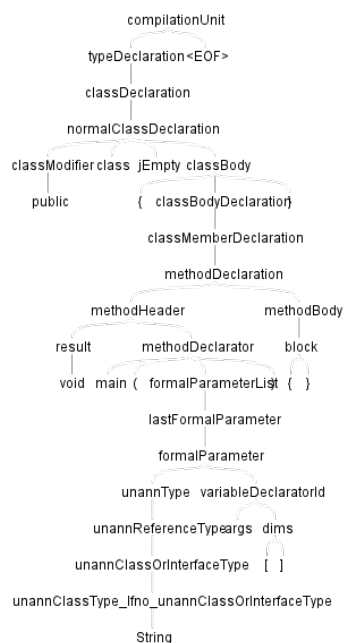 compilationUnit
typeDeclaration <EOF>
classDeclaration
normalClassDeclaration
classModifier class jEmpty classBody
public { classBodyDeclaration }
classMemberDeclaration
methodDeclaration
methodHeader methodBody
result methodDeclarator block
void main ( formalParameterList ) { }
lastFormalParameter
formalParameter
unannType variableDeclaratorId
unannReferenceType args dims
unannClassOrInterfaceType [ ]
unannClassType_lfno_unannClassOrInterfaceType
String